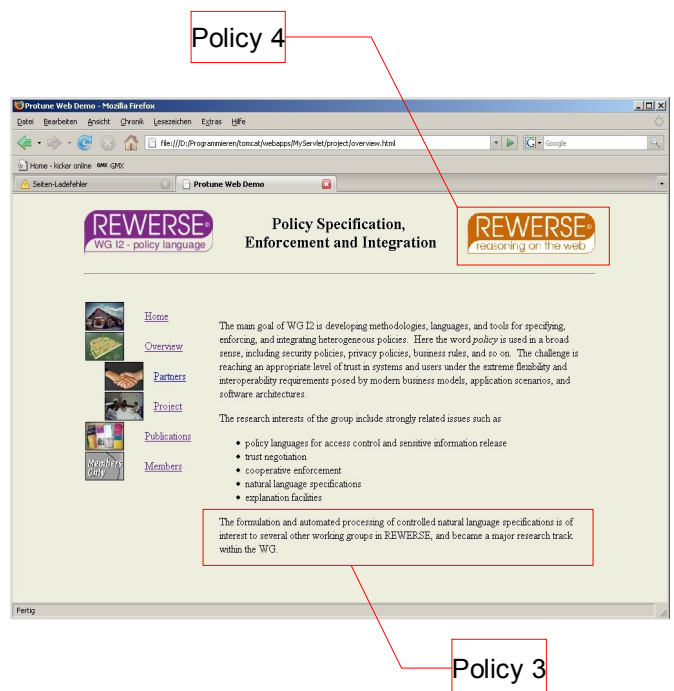 Policy 4
Protune Web Demo - Mozilla Firefox
Datei Bearbeiten Ansicht Chronik Lesezeichen Extras Hilfe
file:///D:/Programmieren/tomcat/webapps/MyServlet/project/overview.html
G Google
Home - kicker online GMX GMX
Seiten-Ladefehler Protune Web Demo
REWERSE©
WG I2 - policy language
Policy Specification,
Enforcement and Integration
REWERSE©
reasoning on the web
Home
Overview
Partners
Project
Publications
Members Only
Members
The main goal of WG I2 is developing methodologies, languages, and tools for specifying,
enforcing, and integrating heterogeneous policies. Here the word policy is used in a broad
sense, including security policies, privacy policies, business rules, and so on. The challenge is
reaching an appropriate level of trust in systems and users under the extreme flexibility and
interoperability requirements posed by modern business models, application scenarios, and
software architectures.
The research interests of the group include strongly related issues such as
• policy languages for access control and sensitive information release
• trust negotiation
• cooperative enforcement
• natural language specifications
• explanation facilities
The formulation and automated processing of controlled natural language specifications is of
interest to several other working groups in REWERSE, and became a major research track
within the WG.
Fertig
Policy 3